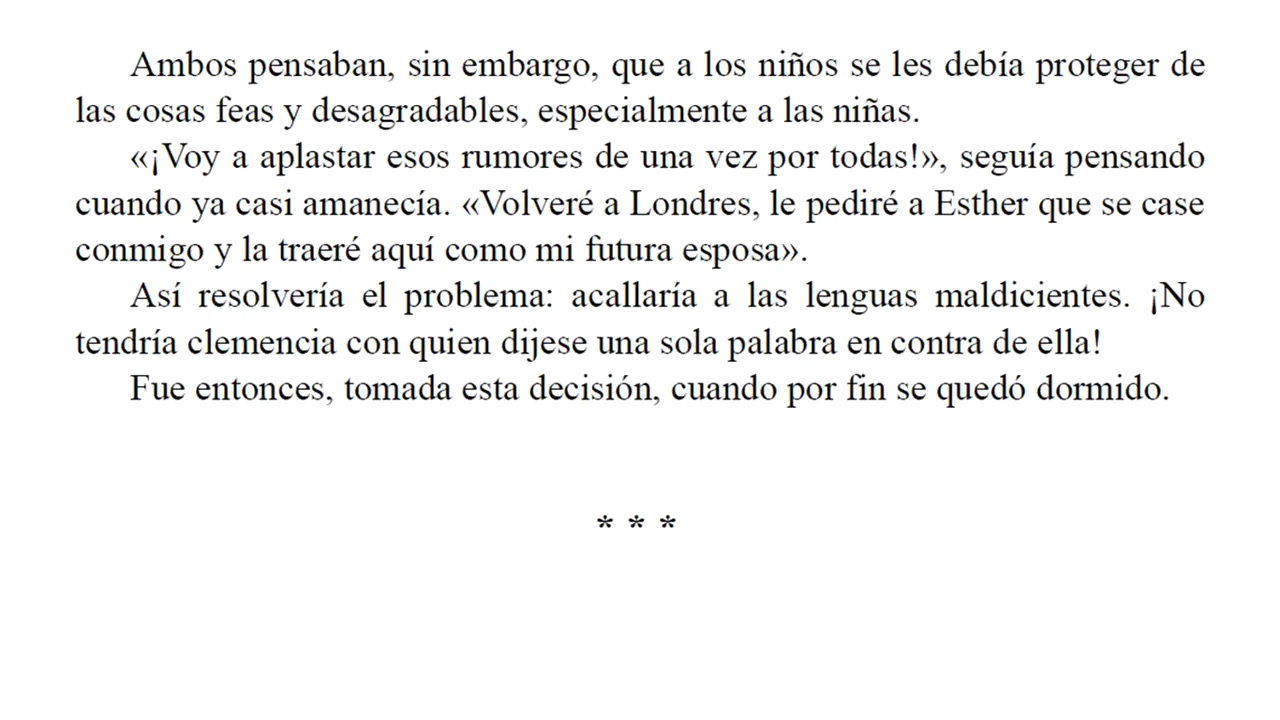 Ambos pensaban, sin embargo, que a los niños se les debía proteger de
las cosas feas y desagradables, especialmente a las niñas.
«¡Voy a aplastar esos rumores de una vez por todas!», seguía pensando
cuando ya casi amanecía. «Volveré a Londres, le pediré a Esther que se case
conmigo y la traeré aquí como mi futura esposa».
Así resolvería el problema: acallaría a las lenguas maldicientes. ¡No
tendría clemencia con quien dijese una sola palabra en contra de ella!
Fue entonces, tomada esta decisión, cuando por fin se quedó dormido.
* * *